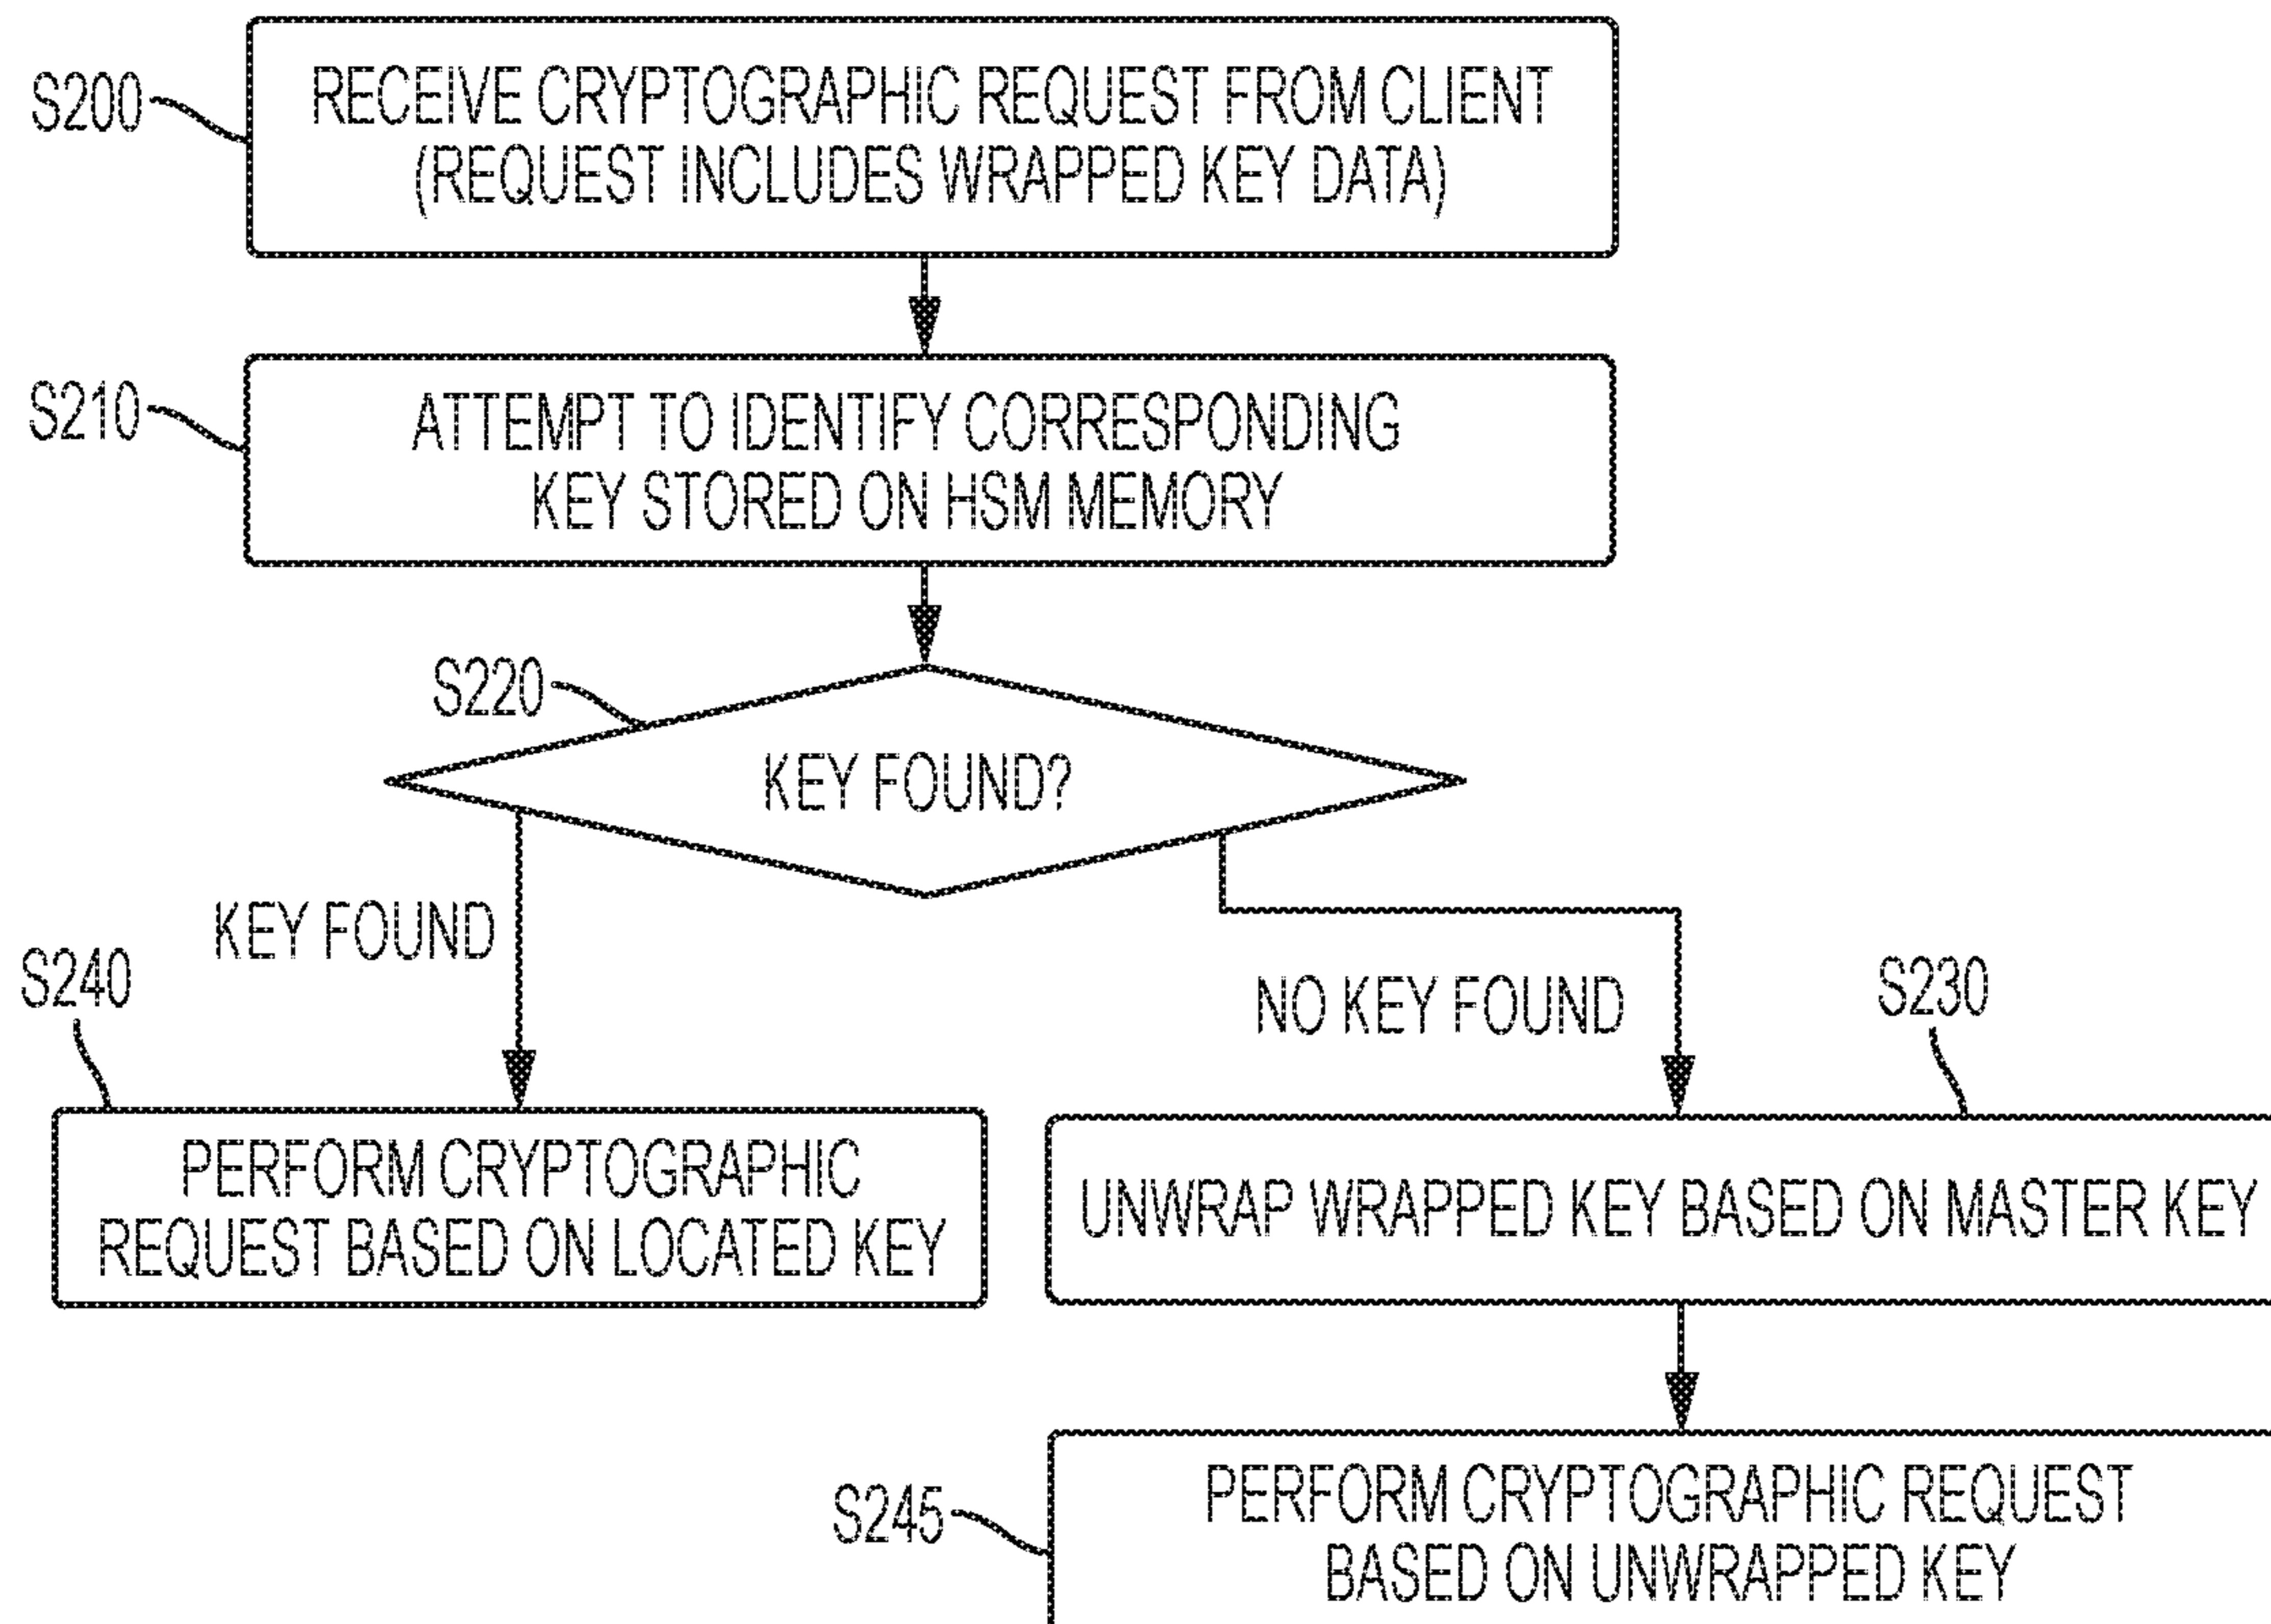 S200
RECEIVE CRYPTOGRAPHIC REQUEST FROM CLIENT
(REQUEST INCLUDES WRAPPED KEY DATA)
S210
ATTEMPT TO IDENTIFY CORRESPONDING
KEY STORED ON HSM MEMORY
S220
KEY FOUND?
KEY FOUND
NO KEY FOUND
S240
PERFORM CRYPTOGRAPHIC
REQUEST BASED ON LOCATED KEY
S230
UNWRAP WRAPPED KEY BASED ON MASTER KEY
S245
PERFORM CRYPTOGRAPHIC REQUEST
BASED ON UNWRAPPED KEY